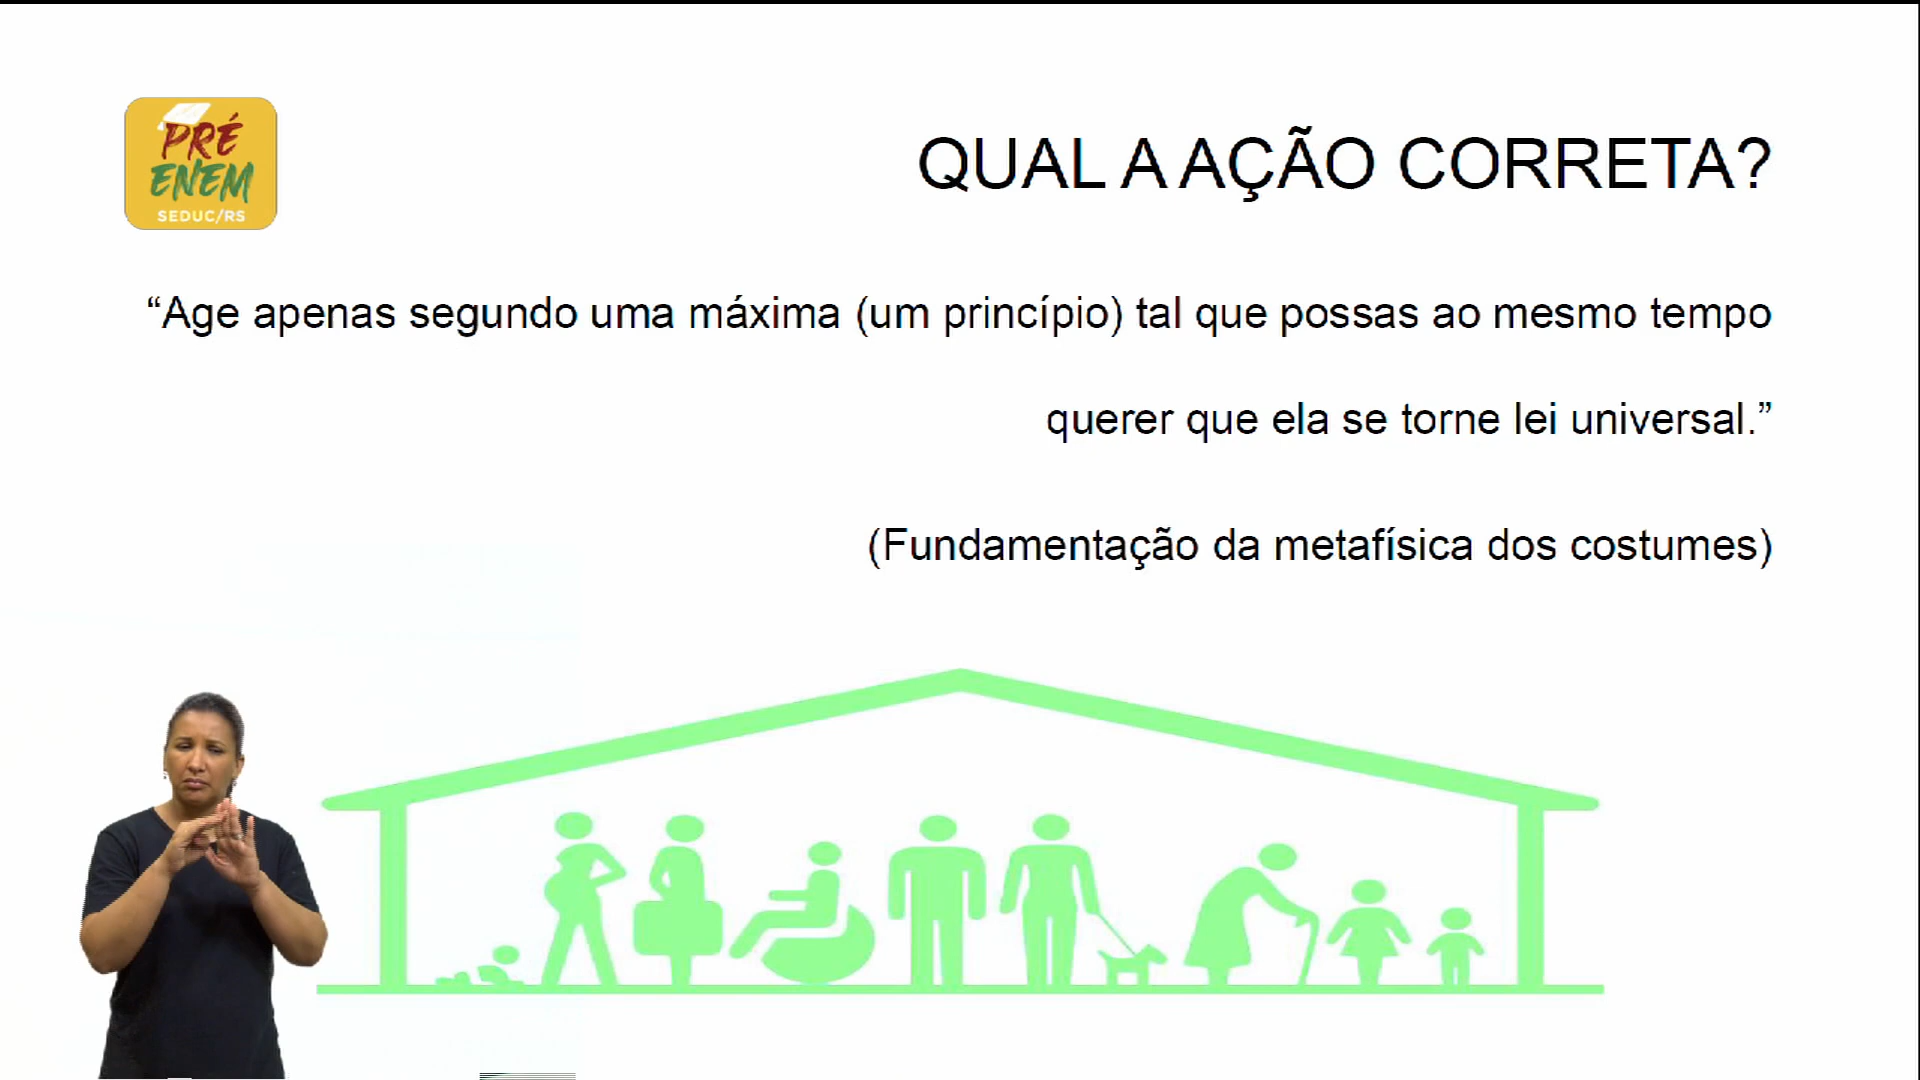 PRÉ
ENEM
SEDUC/RS
QUAL A AÇÃO CORRETA?
“Age apenas segundo uma máxima (um princípio) tal que possas ao mesmo tempo
querer que ela se torne lei universal.”
(Fundamentação da metafísica dos costumes)